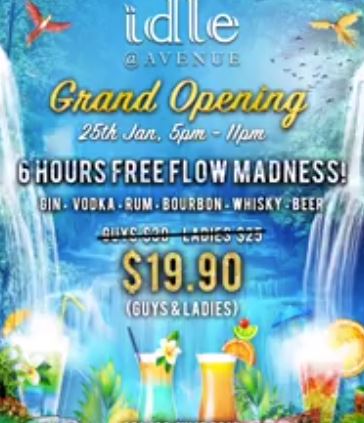 idle
@AVENUE
Grand Opening
25th Jan, 5pm - 11pm
6 HOURS FREE FLOW MADNESS!
GIN - VODKA - RUM - BOURBON - WHISKY - BEER
GUYS $30 LADIES $25
$19.90
(GUYS & LADIES)